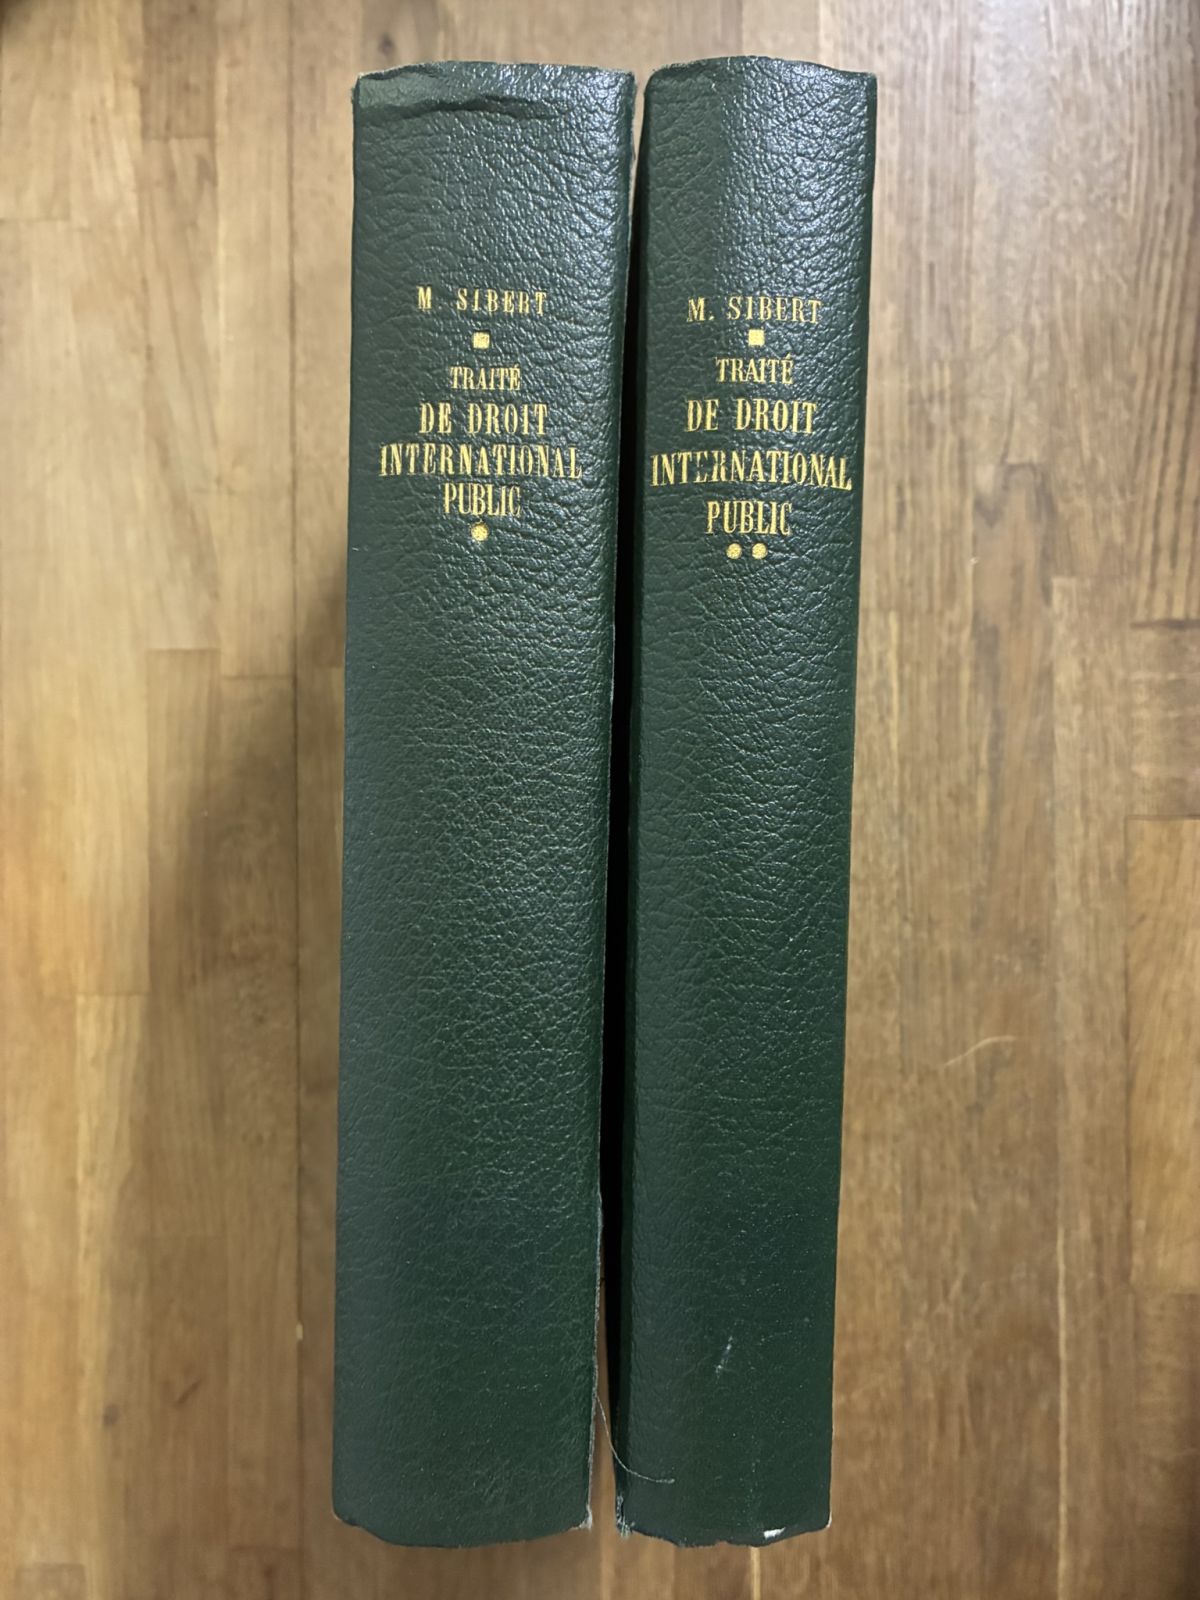 M. SIBERT
TRAITÉ
DE DROIT
INTERNATIONAL
PUBLIC
M. SIBERT
TRAITÉ
DE DROIT
INTERNATIONAL
PUBLIC